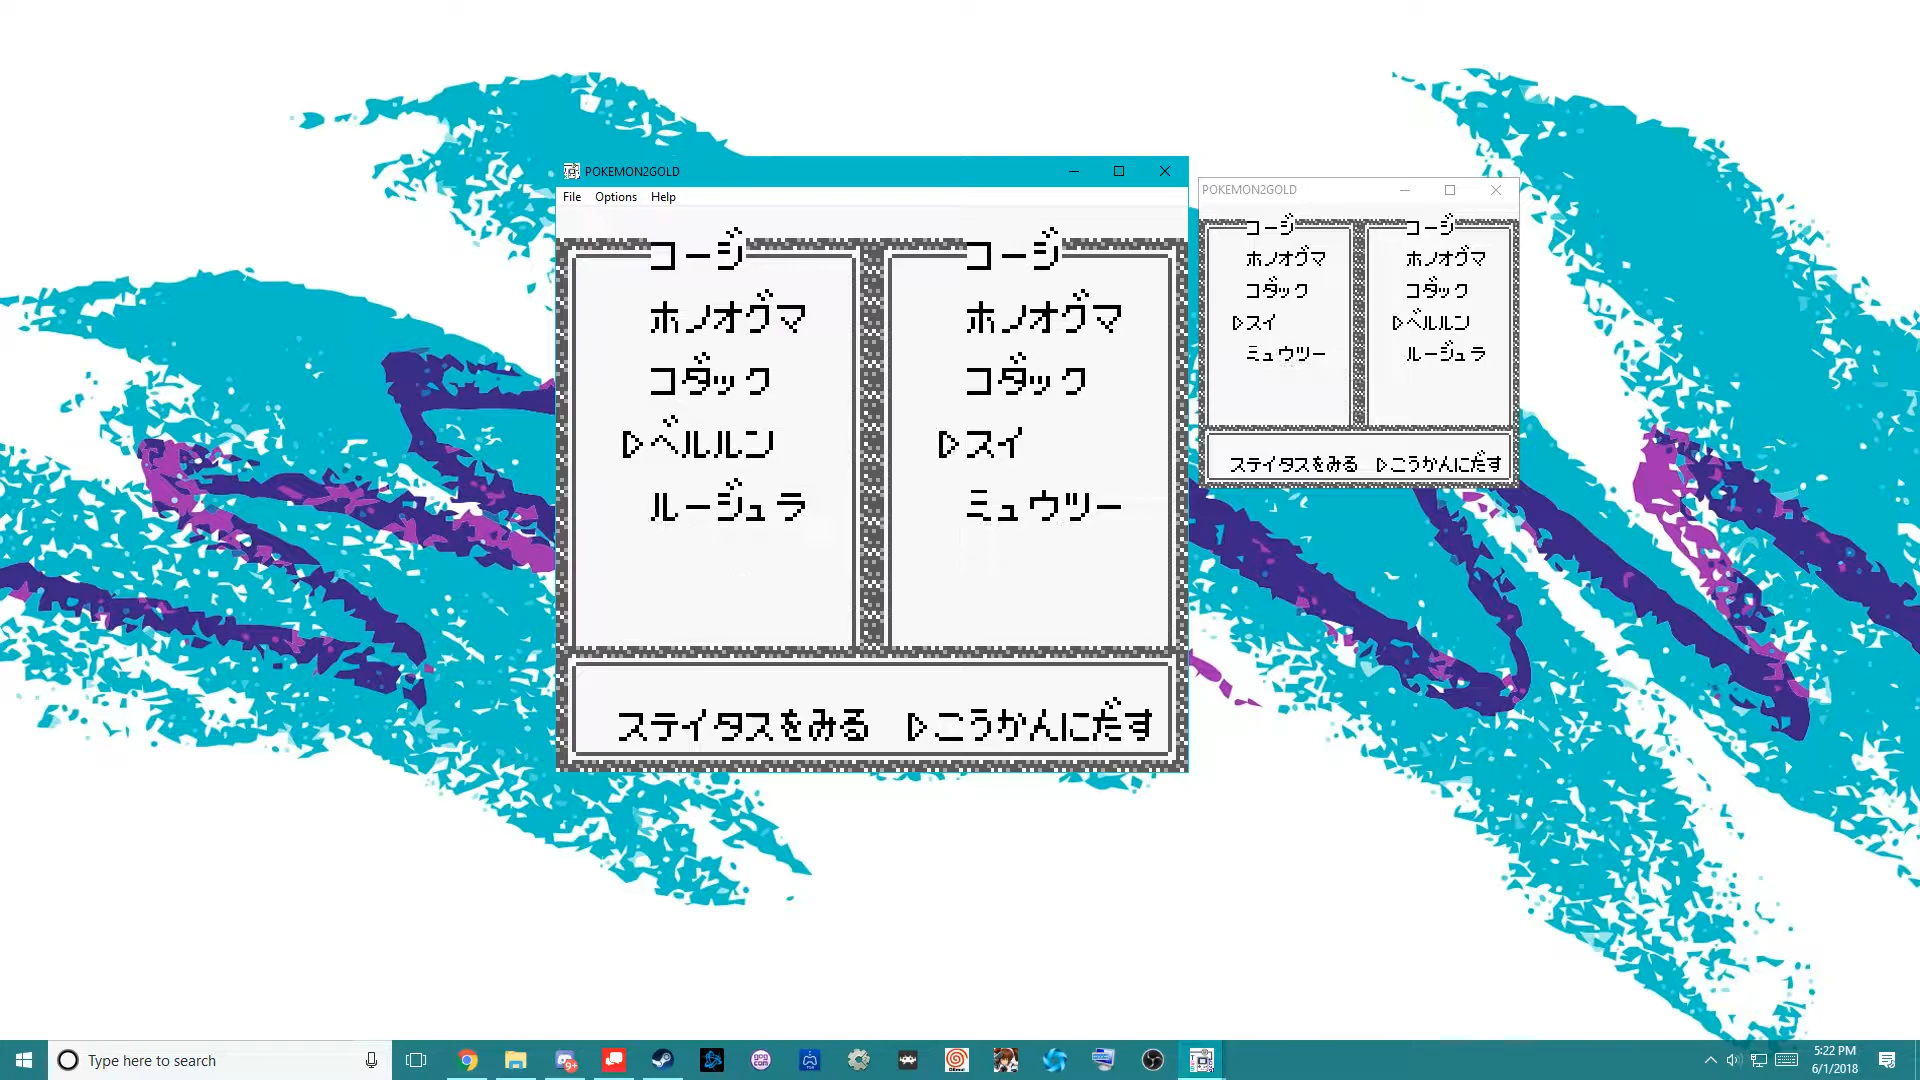 POKEMON2GOLD
File Options Help
コージ コージ
ホノオグマ ホノオグマ
コダック コダック
▷ベルルン ▷スイ
ルージュラ ミュウツー
ステイタスをみる ▷こうかんにだす
POKEMON2GOLD
コージ コージ
ホノオグマ ホノオグマ
コダック コダック
▷スイ ▷ベルルン
ミュウツー ルージュラ
ステイタスをみる ▷こうかんにだす
Type here to search
9+
5:22 PM
6/1/2018